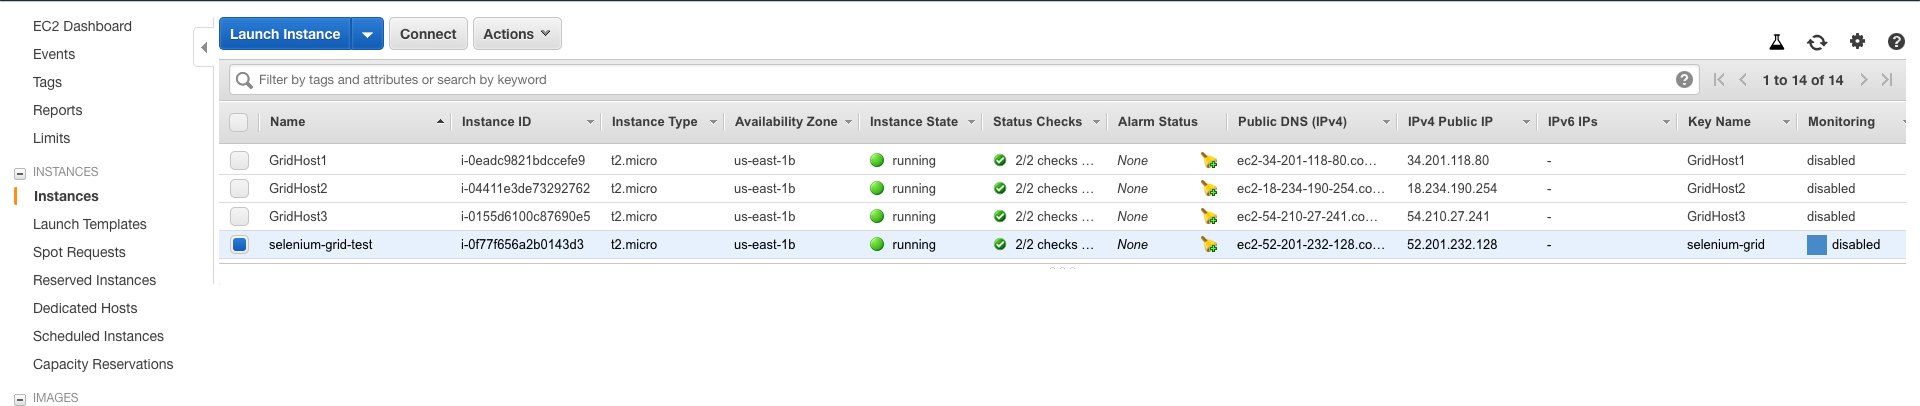 EC2 Dashboard
Events
Tags
Reports
Limits
INSTANCES
Instances
Launch Templates
Spot Requests
Reserved Instances
Dedicated Hosts
Scheduled Instances
Capacity Reservations
IMAGES
Launch Instance Connect Actions
Filter by tags and attributes or search by keyword 1 to 14 of 14
Name Instance ID Instance Type Availability Zone Instance State Status Checks Alarm Status Public DNS (IPv4) IPv4 Public IP IPv6 IPs Key Name Monitoring
GridHost1 i-0eadc9821bdccefe9 t2.micro us-east-1b running 2/2 checks ... None ec2-34-201-118-80.co... 34.201.118.80 - GridHost1 disabled
GridHost2 i-04411e3de73292762 t2.micro us-east-1b running 2/2 checks ... None ec2-18-234-190-254.co... 18.234.190.254 - GridHost2 disabled
GridHost3 i-0155d6100c87690e5 t2.micro us-east-1b running 2/2 checks ... None ec2-54-210-27-241.co... 54.210.27.241 - GridHost3 disabled
selenium-grid-test i-0f77f656a2b0143d3 t2.micro us-east-1b running 2/2 checks ... None ec2-52-201-232-128.co... 52.201.232.128 - selenium-grid disabled